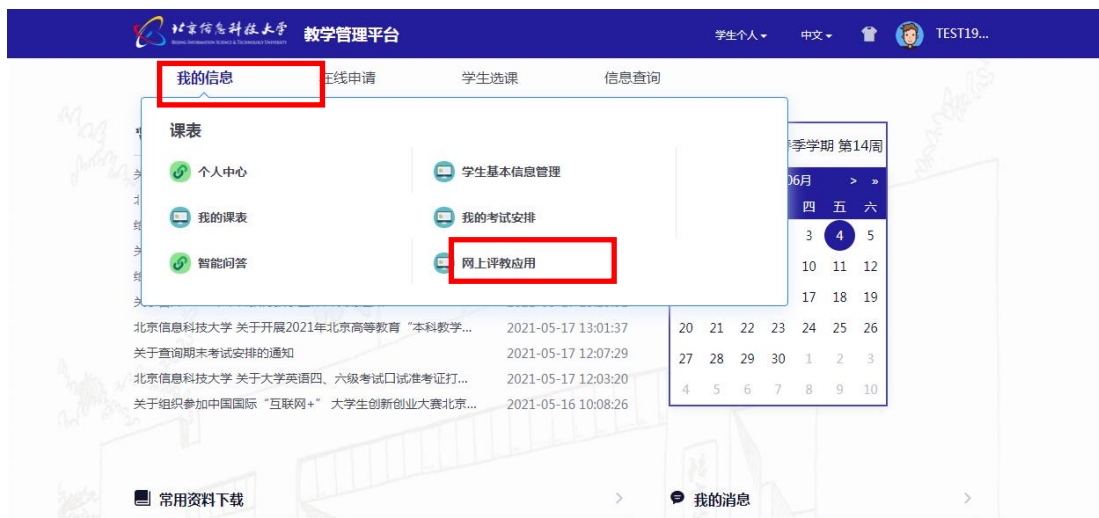 北京信息科技大学 教学管理平台 学生个人 中文 TEST19...
BEIJING INFORMATION SCIENCE & TECHNOLOGY UNIVERSITY
我的信息 在线申请 学生选课 信息查询
课表
个人中心 学生基本信息管理
我的课表 我的考试安排
智能问答 网上评教应用
季学期 第14周
06月 > »
四 五 六
3 4 5
10 11 12
17 18 19
北京信息科技大学 关于开展2021年北京高等教育“本科教学... 2021-05-17 13:01:37
关于查询期末考试安排的通知 2021-05-17 12:07:29
北京信息科技大学 关于大学英语四、六级考试口试准考证打... 2021-05-17 12:03:20
关于组织参加中国国际“互联网+” 大学生创新创业大赛北京... 2021-05-16 10:08:26
20 21 22 23 24 25 26
27 28 29 30 1 2 3
4 5 6 7 8 9 10
常用资料下载 >
我的消息 >